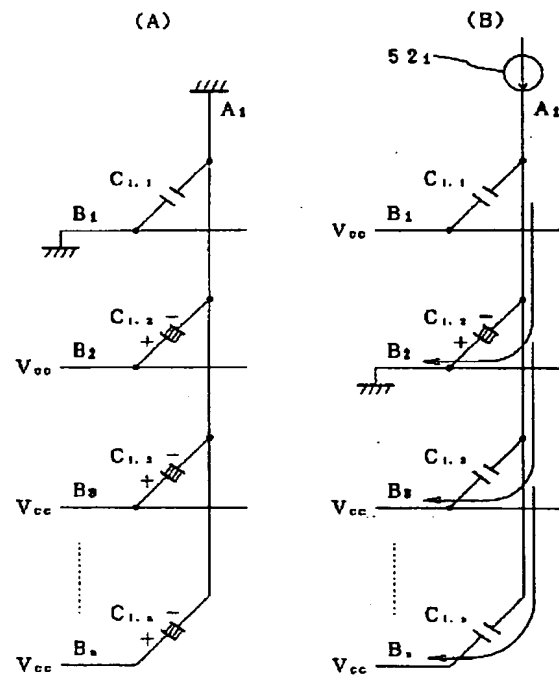 (A)
A₁
C₁.₁
B₁
C₁.₂ −
+
B₂
Vcc
C₁.₃ −
+
B₃
Vcc
C₁.ₙ −
+
Bₙ
Vcc
(B)
52₁
A₁
C₁.₁
B₁
Vcc
C₁.₂ −
+
B₂
C₁.₃
B₃
Vcc
C₁.ₙ
Bₙ
Vcc